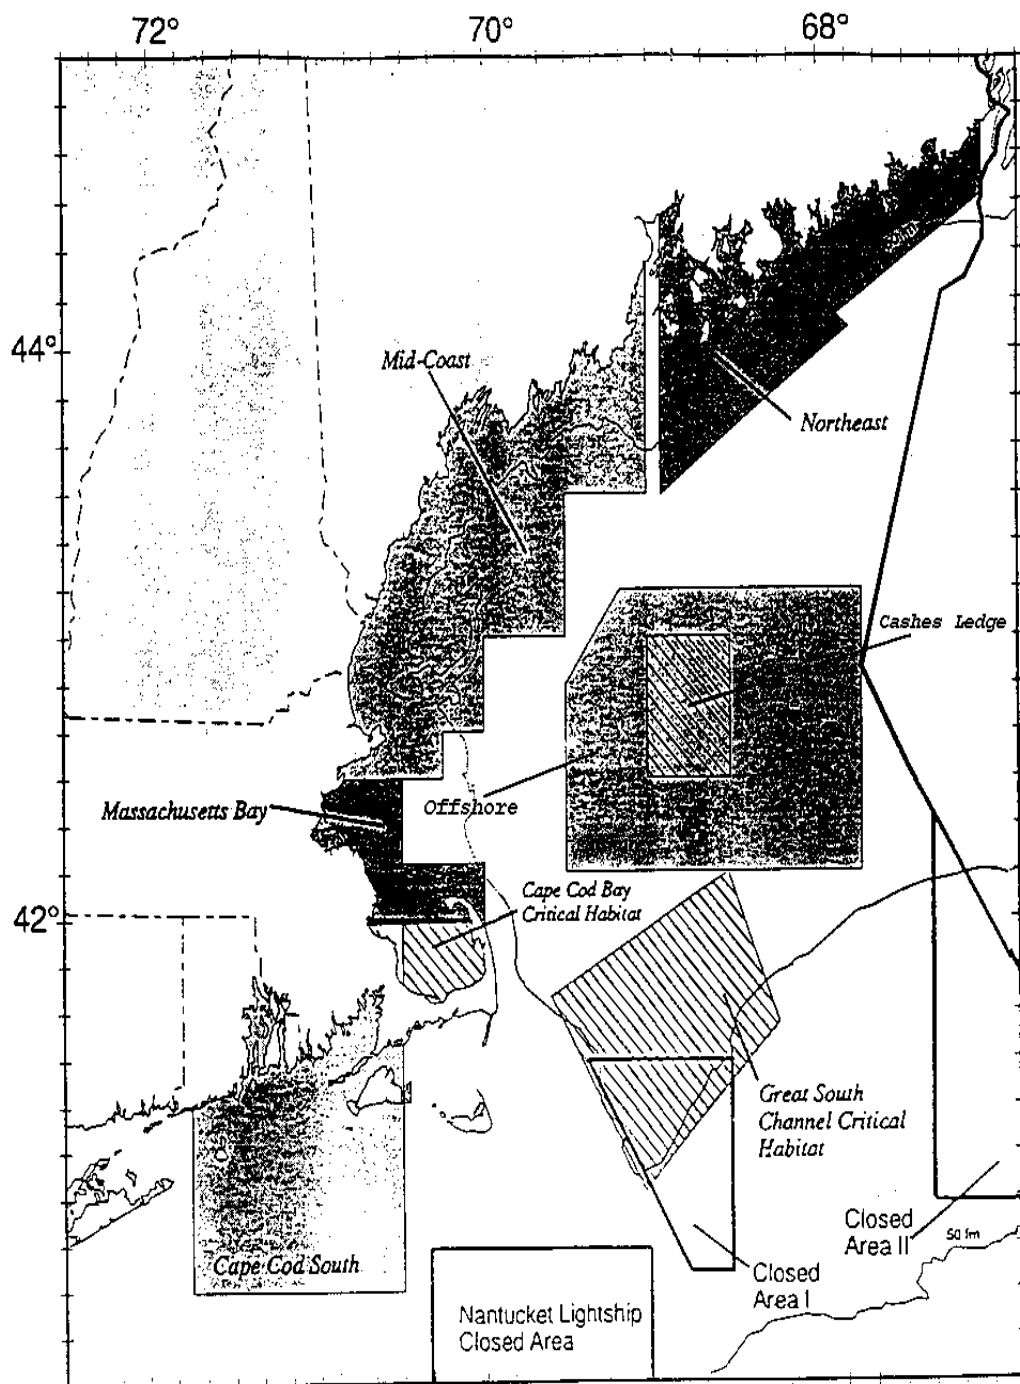 72° 70° 68°
44°
Mid-Coast
Northeast
Cashes Ledge
Massachusetts Bay
Offshore
Cape Cod Bay
Critical Habitat
42°
Great South
Channel Critical
Habitat
Closed
Area II
50 fm
Cape Cod South
Closed
Area I
Nantucket Lightship
Closed Area